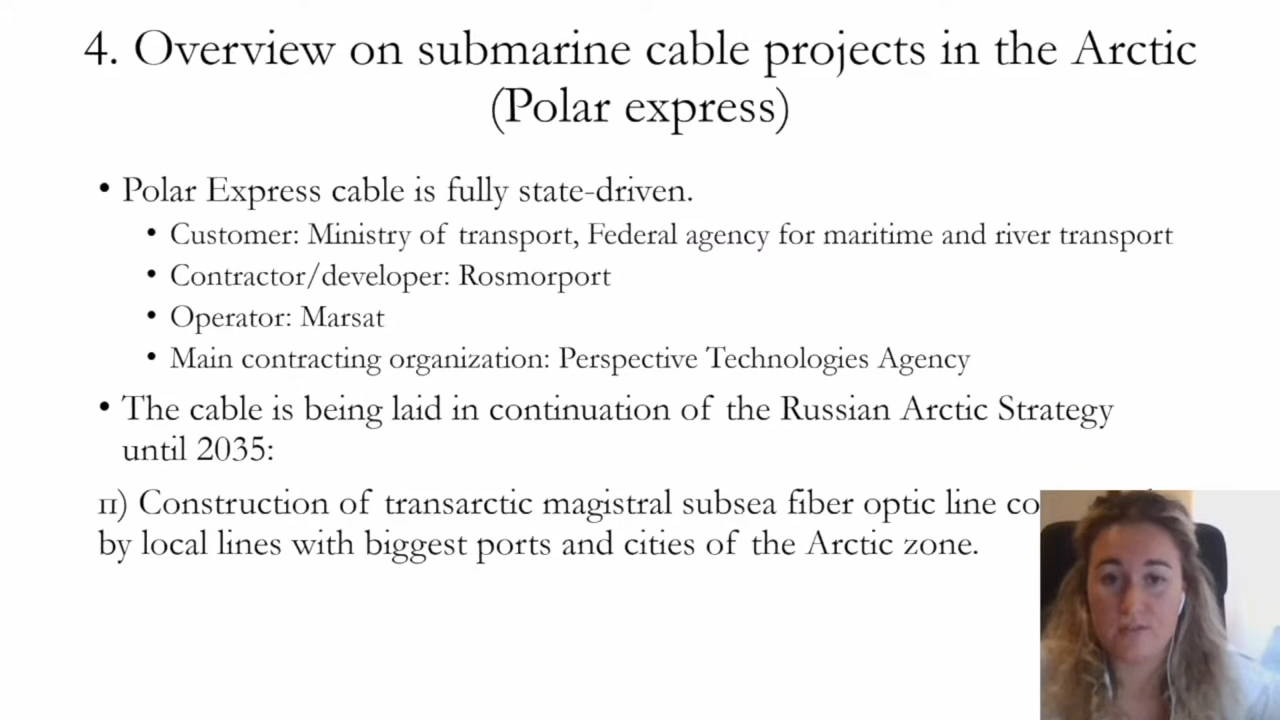 4. Overview on submarine cable projects in the Arctic
(Polar express)
• Polar Express cable is fully state-driven.
• Customer: Ministry of transport, Federal agency for maritime and river transport
• Contractor/developer: Rosmorport
• Operator: Marsat
• Main contracting organization: Perspective Technologies Agency
• The cable is being laid in continuation of the Russian Arctic Strategy
until 2035:
п) Construction of transarctic magistral subsea fiber optic line
by local lines with biggest ports and cities of the Arctic zone.